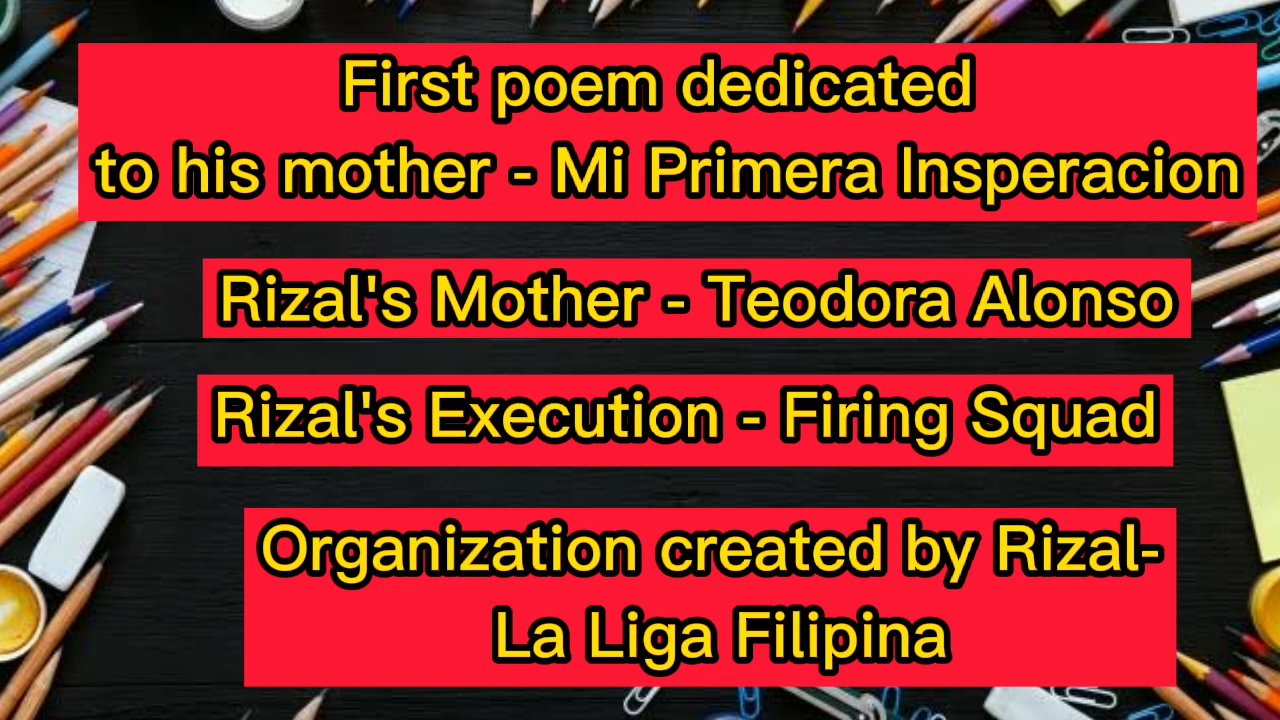 First poem dedicated
to his mother - Mi Primera Insperacion
Rizal's Mother - Teodora Alonso
Rizal's Execution - Firing Squad
Organization created by Rizal-
La Liga Filipina